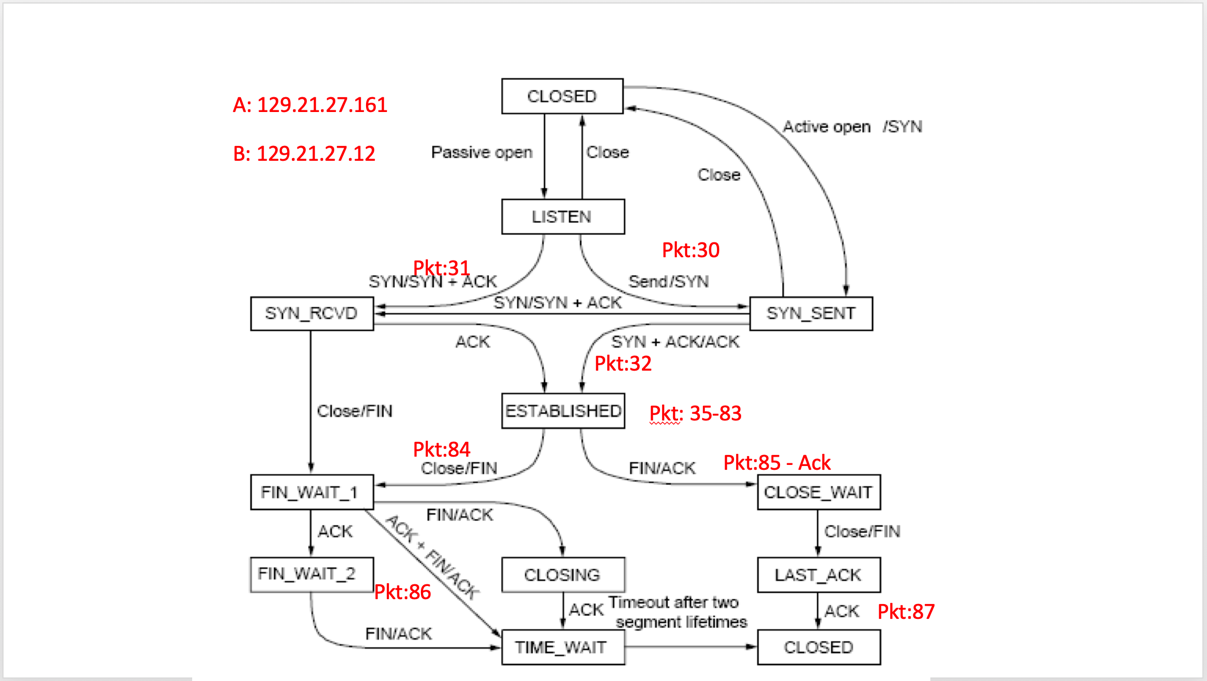 CLOSED
A: 129.21.27.161
Active open /SYN
B: 129.21.27.12
Passive open
Close
Close
LISTEN
Pkt:30
Pkt:31
SYN/SYN + ACK
Send/SYN
SYN/SYN + ACK
SYN_RCVD
SYN_SENT
ACK
SYN + ACK/ACK
Pkt:32
Close/FIN
ESTABLISHED
Pkt: 35-83
Pkt:84
Close/FIN
FIN/ACK
Pkt:85 - Ack
FIN_WAIT_1
CLOSE_WAIT
FIN/ACK
ACK
ACK + FIN/ACK
Close/FIN
FIN_WAIT_2
CLOSING
LAST_ACK
Pkt:86
ACK
Timeout after two
segment lifetimes
ACK
Pkt:87
FIN/ACK
TIME_WAIT
CLOSED